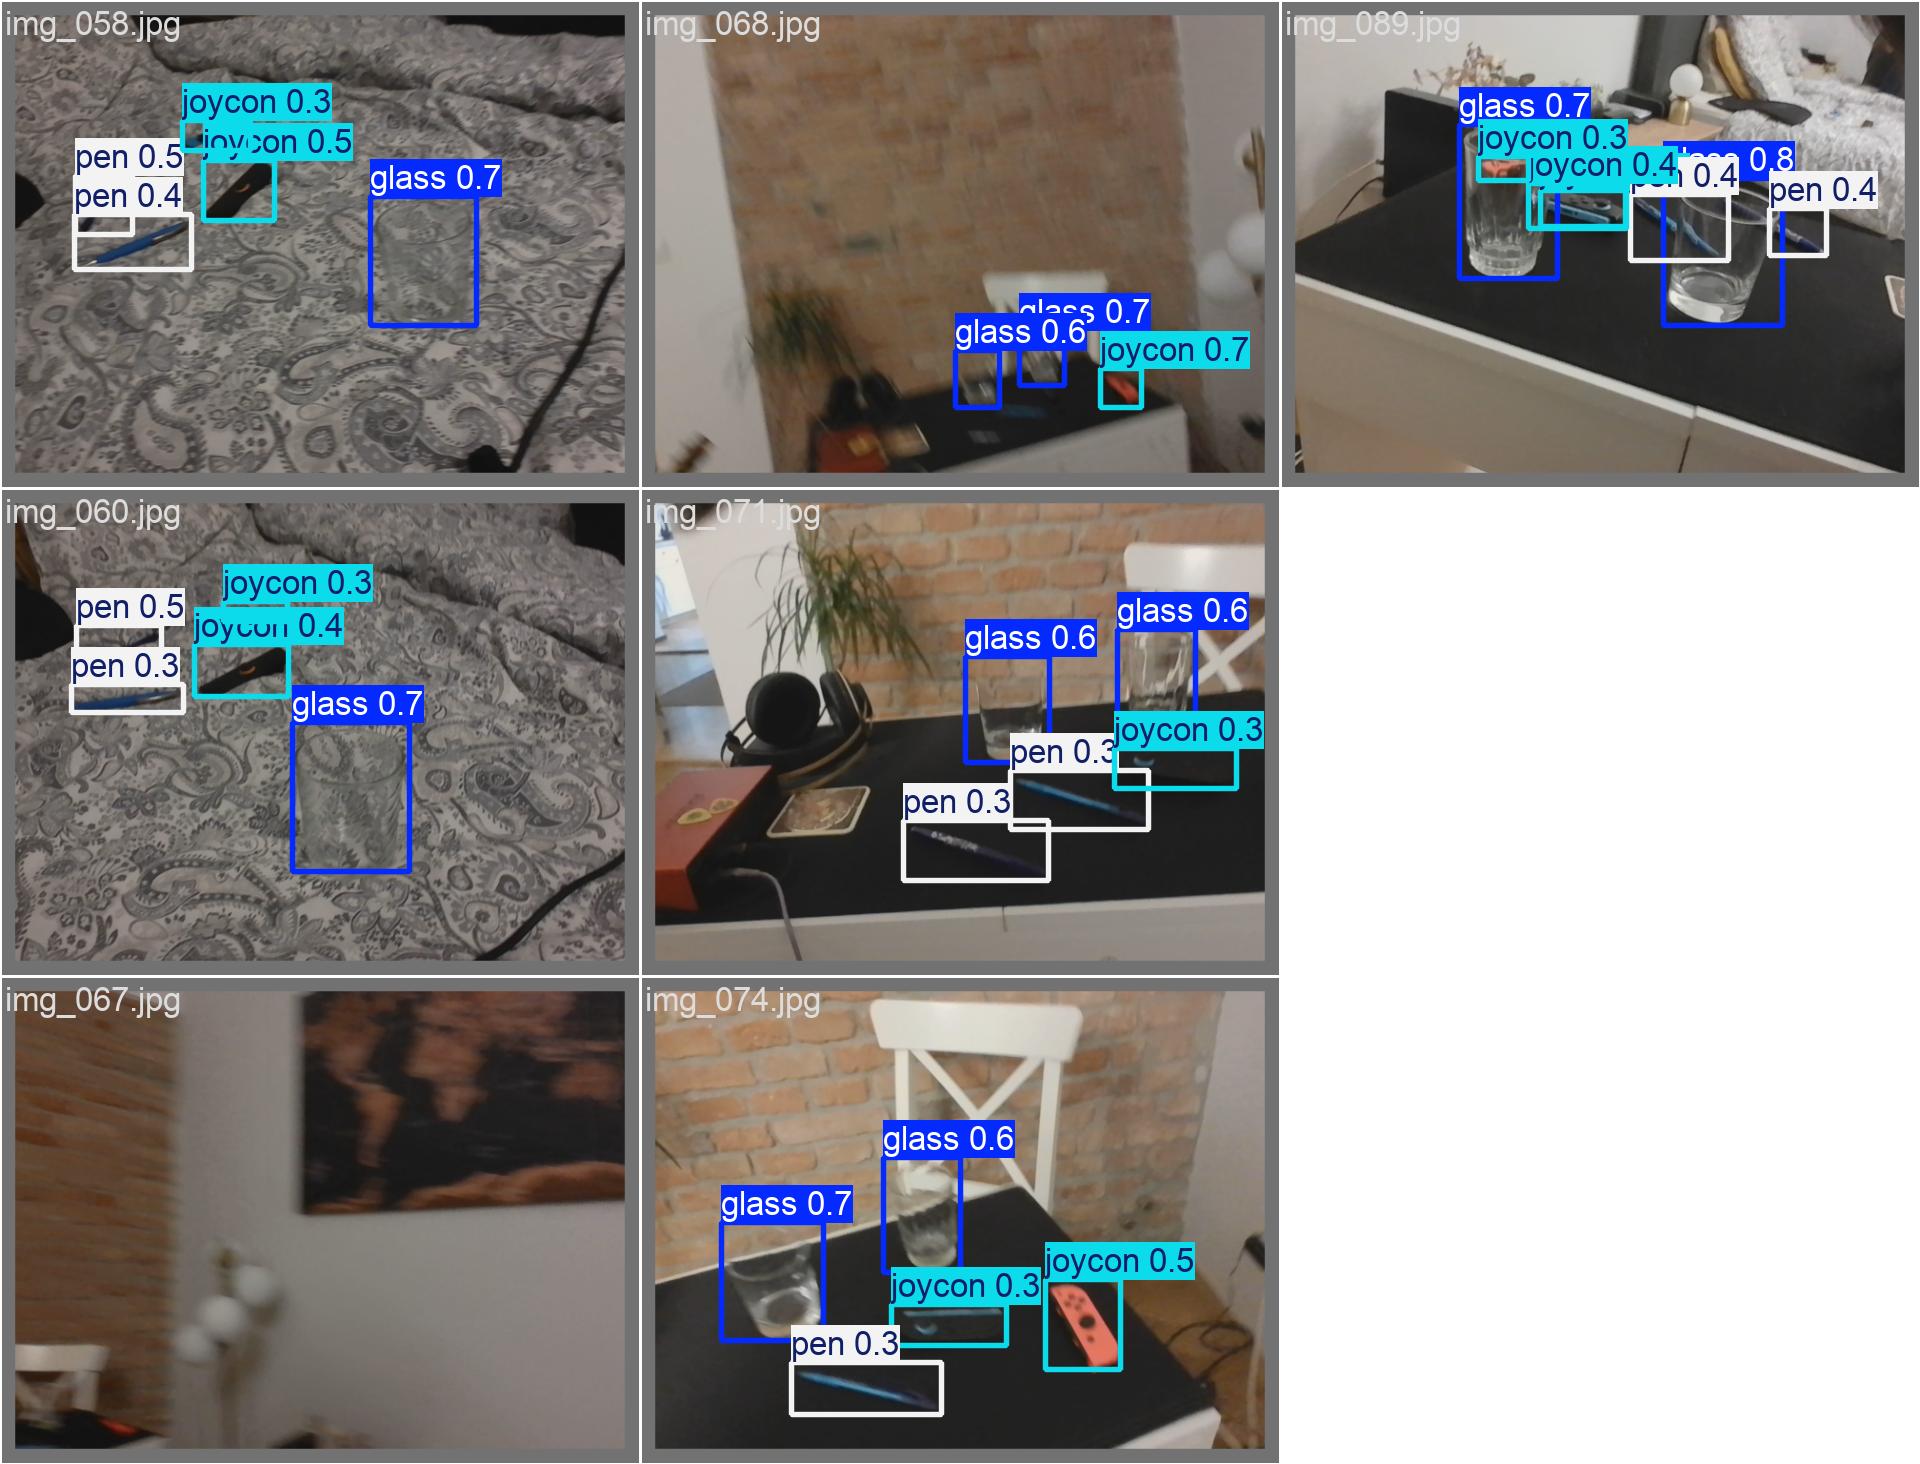 img_058.jpg
joycon 0.3
joycon 0.5
pen 0.5
pen 0.4
glass 0.7
img_068.jpg
glass 0.7
glass 0.6
joycon 0.7
img_089.jpg
glass 0.7
joycon 0.3
joycon 0.4
0.8
0.4
pen 0.4
img_060.jpg
joycon 0.3
pen 0.5
joycon 0.4
pen 0.3
glass 0.7
img_071.jpg
glass 0.6
glass 0.6
joycon 0.3
pen 0.3
pen 0.3
img_067.jpg
img_074.jpg
glass 0.6
glass 0.7
joycon 0.5
joycon 0.3
pen 0.3